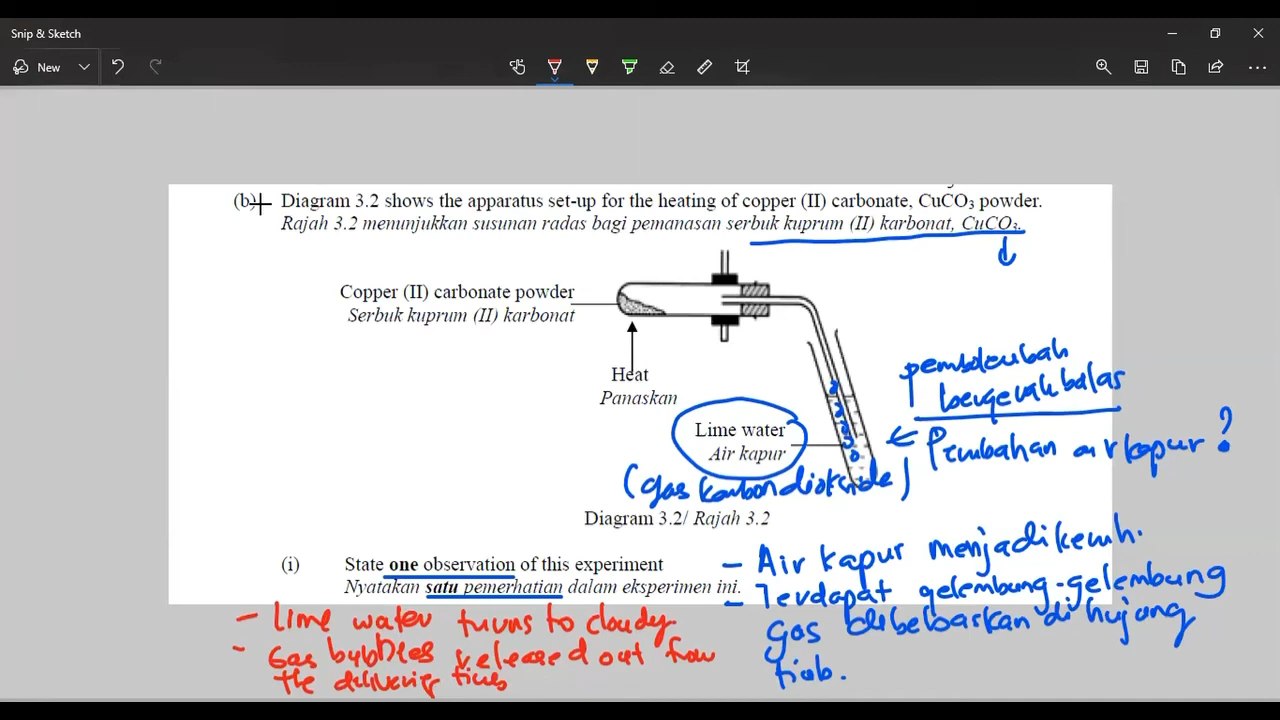 Snip & Sketch
New
(b) Diagram 3.2 shows the apparatus set-up for the heating of copper (II) carbonate, CuCO₃ powder.
Rajah 3.2 menunjukkan susunan radas bagi pemanasan serbuk kuprum (II) karbonat, CuCO₃.
Copper (II) carbonate powder
Serbuk kuprum (II) karbonat
Heat
Panaskan
pembolehubah
bergerakbalas
Lime water
Air kapur
Perubahan air kapur ?
(gas karbon dioksida)
Diagram 3.2/ Rajah 3.2
(i) State one observation of this experiment
Nyatakan satu pemerhatian dalam eksperimen ini.
- Air kapur menjadi keruh.
- Terdapat gelembung-gelembung
gas dibebaskan di hujung
tiub.
- Lime water turns to cloudy
- Gas bubbles released out from
the delivery